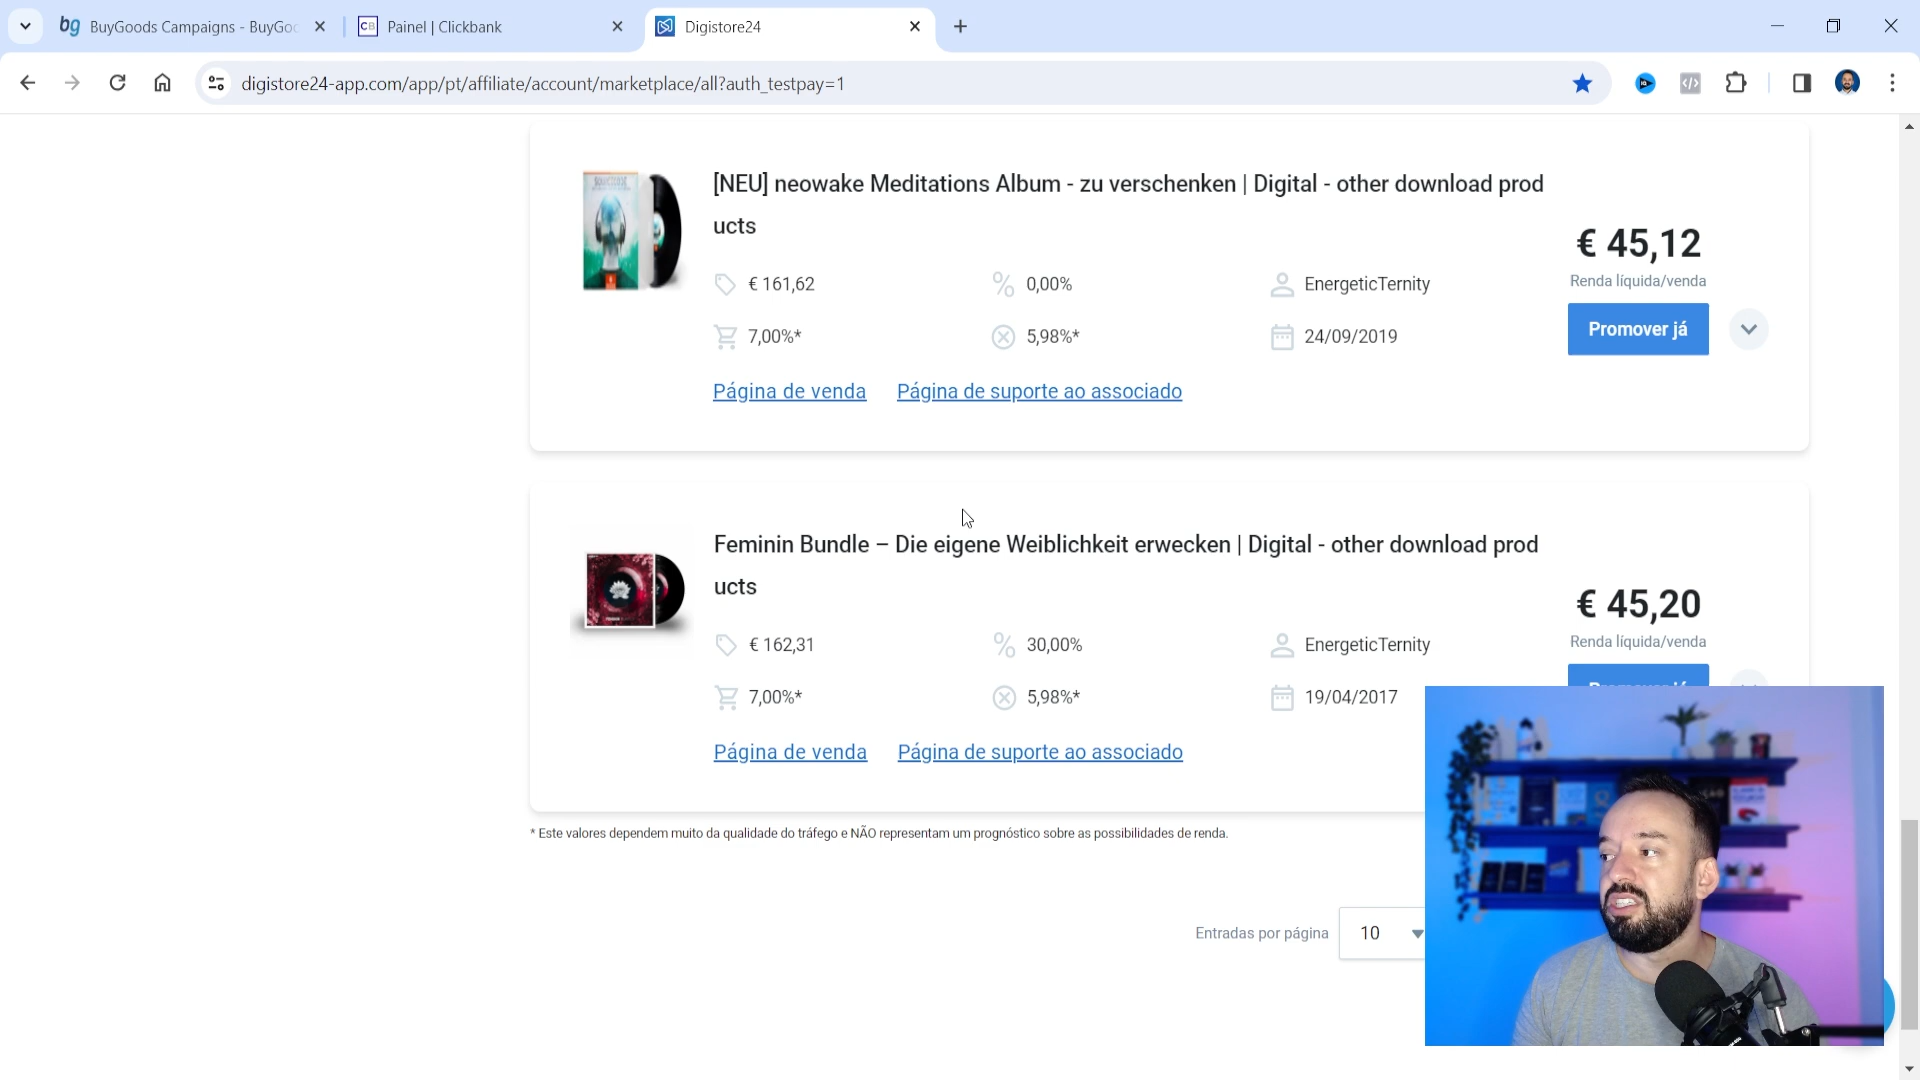 BuyGoods Campaigns - BuyGoo
Painel | Clickbank
Digistore24
digistore24-app.com/app/pt/affiliate/account/marketplace/all?auth_testpay=1
[NEU] neowake Meditations Album - zu verschenken | Digital - other download prod
ucts
€ 45,12
Renda líquida/venda
€ 161,62
0,00%
EnergeticTernity
Promover já
7,00%*
5,98%*
24/09/2019
Página de venda
Página de suporte ao associado
Feminin Bundle – Die eigene Weiblichkeit erwecken | Digital - other download prod
ucts
€ 45,20
Renda líquida/venda
€ 162,31
30,00%
EnergeticTernity
7,00%*
5,98%*
19/04/2017
Página de venda
Página de suporte ao associado
* Este valores dependem muito da qualidade do tráfego e NÃO representam um prognóstico sobre as possibilidades de renda.
Entradas por página
10